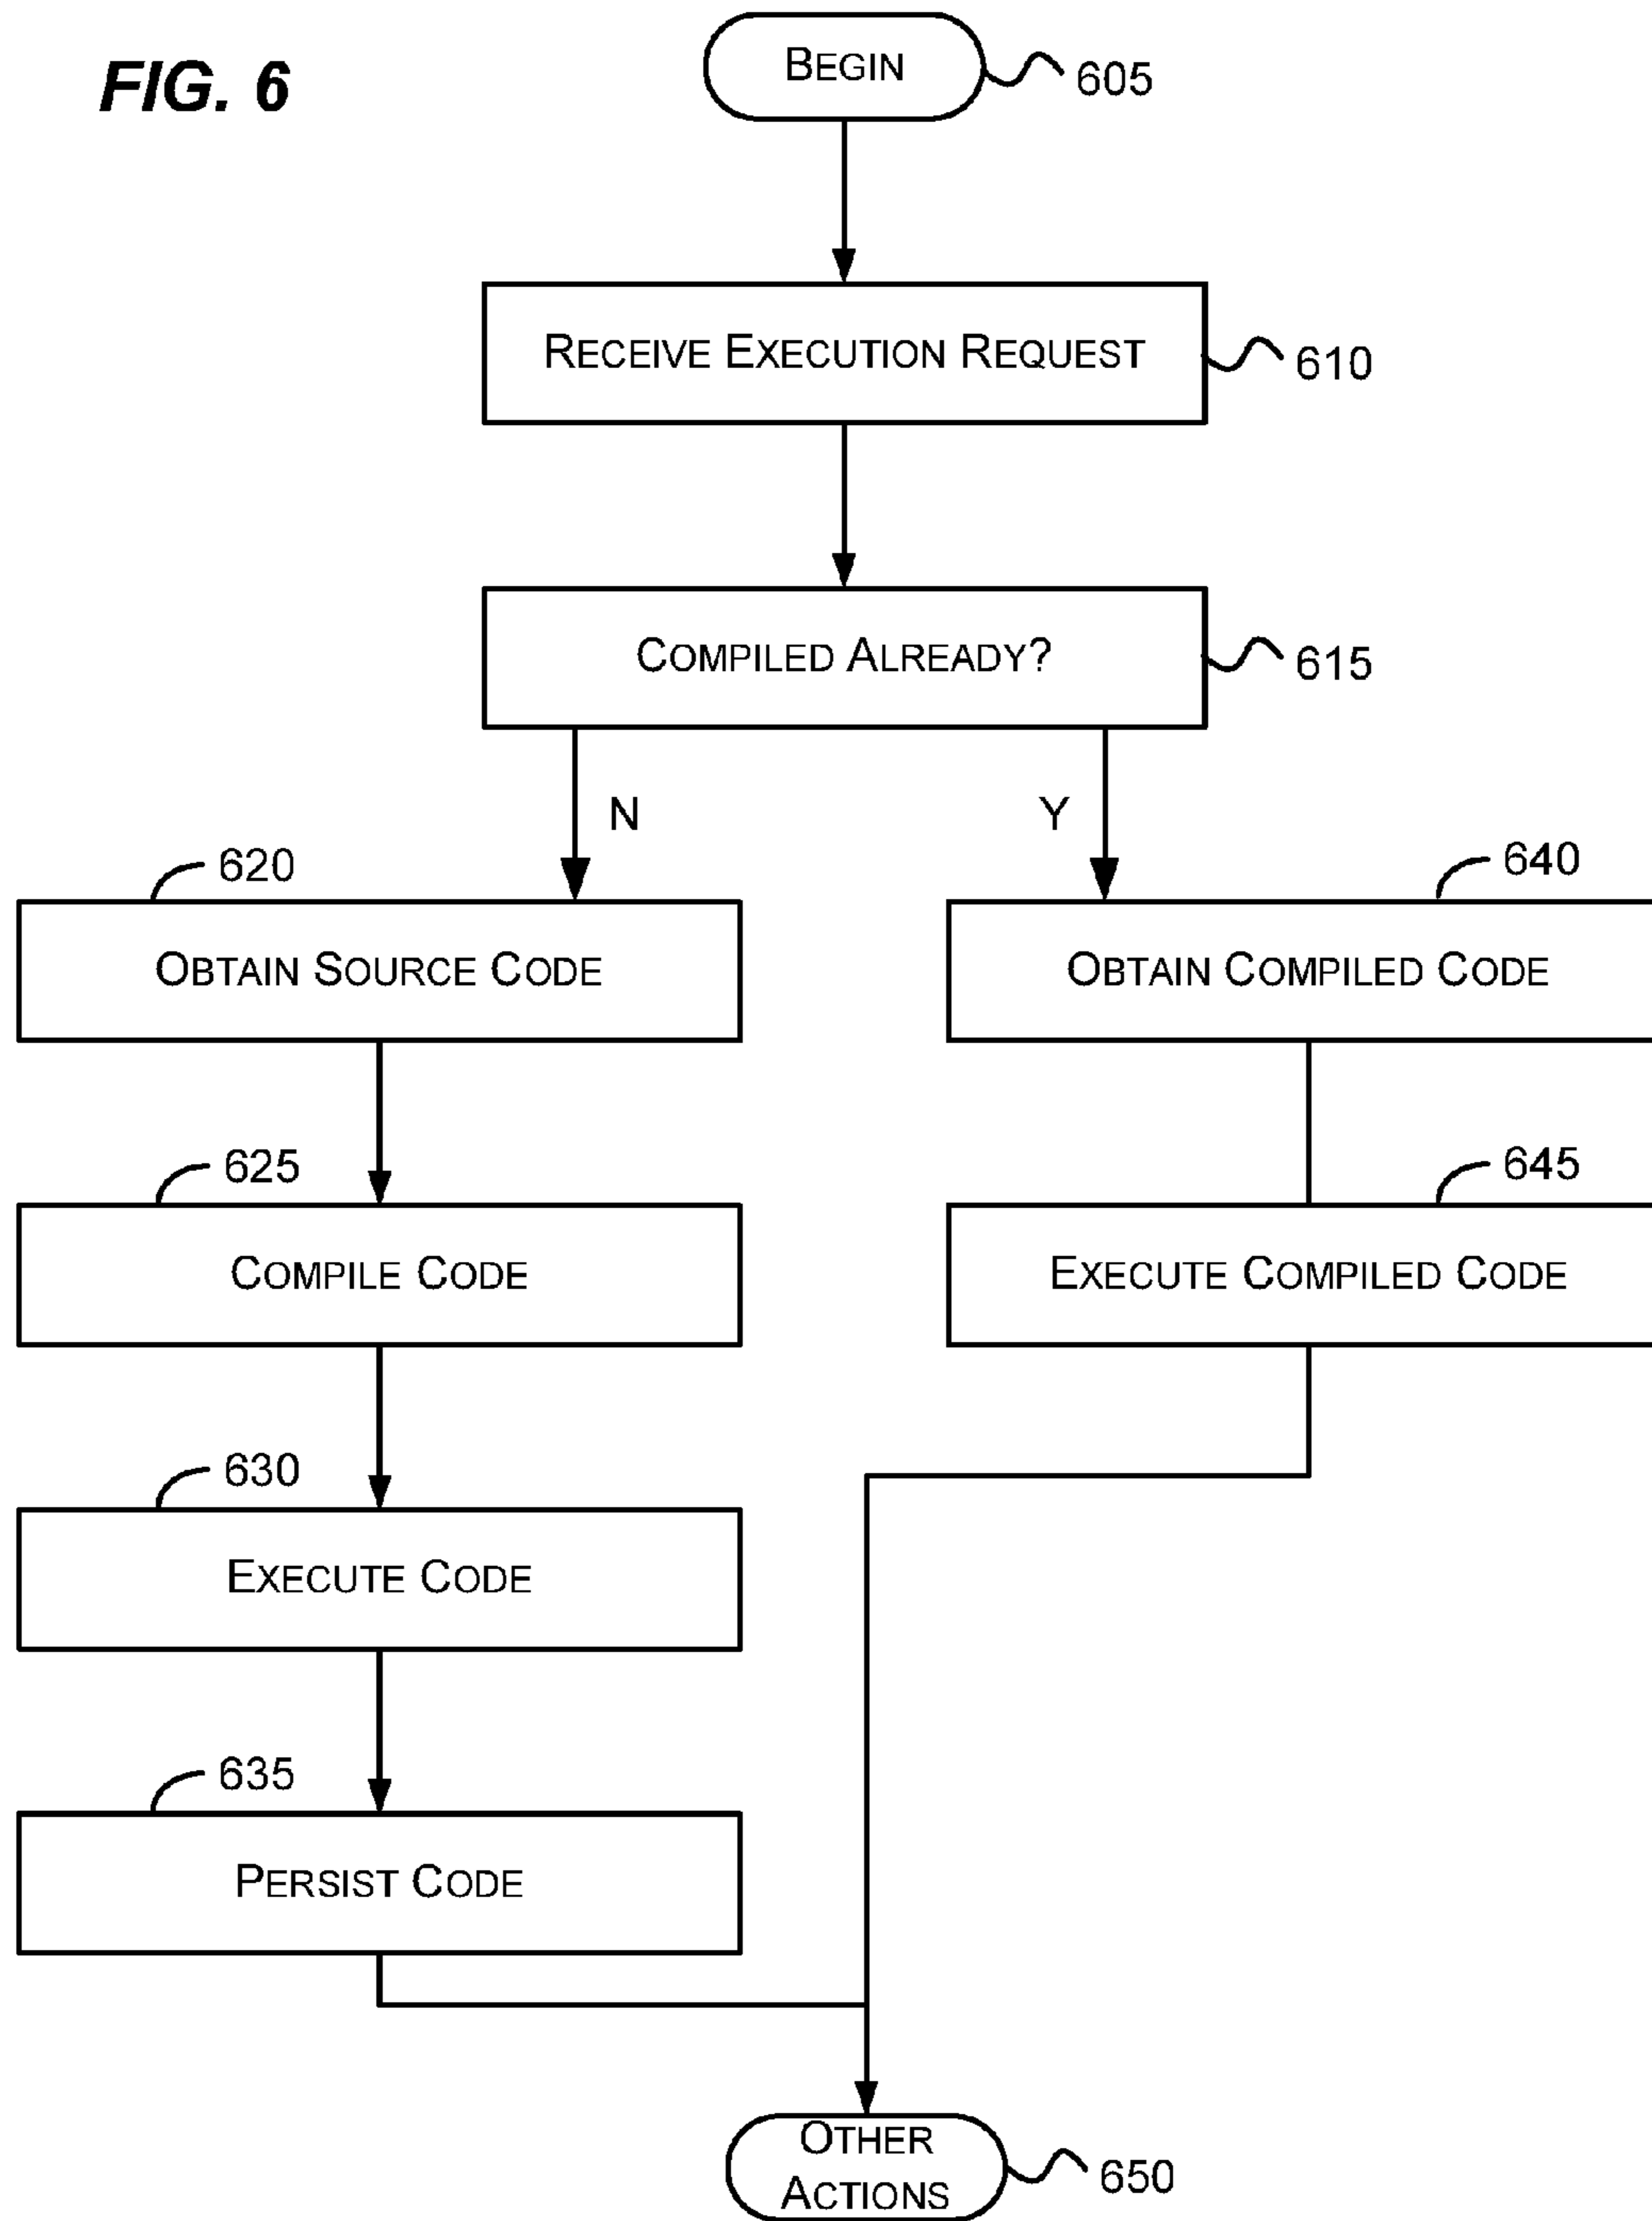 FIG. 6
BEGIN
605
RECEIVE EXECUTION REQUEST
610
COMPILED ALREADY?
615
N
Y
620
640
OBTAIN SOURCE CODE
OBTAIN COMPILED CODE
625
645
COMPILE CODE
EXECUTE COMPILED CODE
630
EXECUTE CODE
635
PERSIST CODE
OTHER
ACTIONS
650